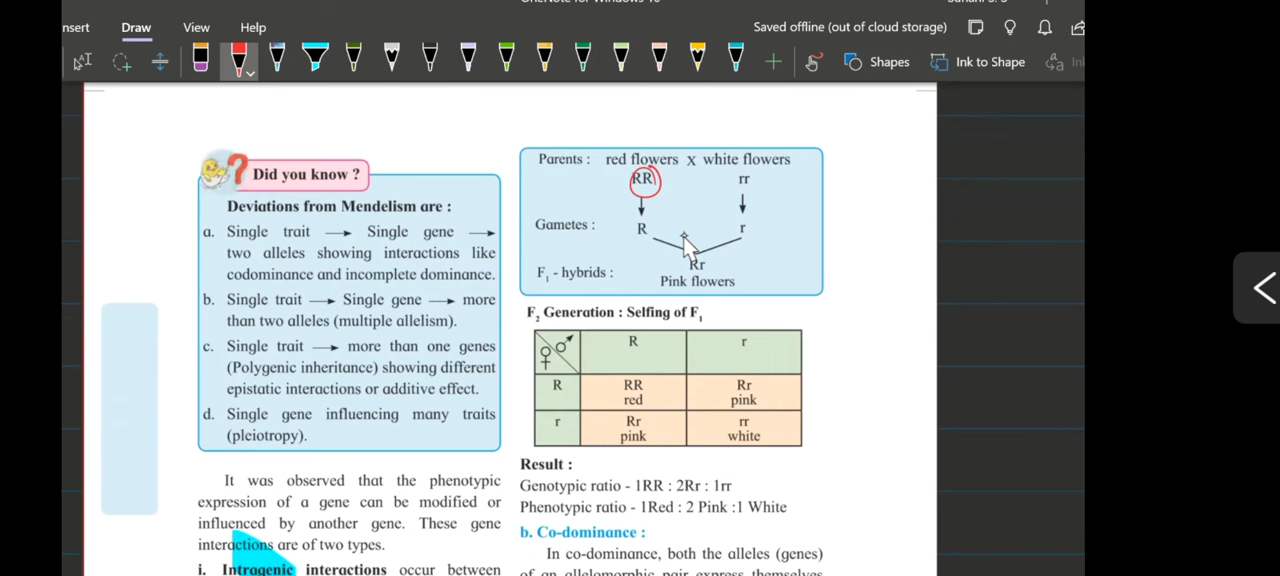 nsert Draw View Help
Saved offline (out of cloud storage)
Shapes Ink to Shape
Did you know ?
Deviations from Mendelism are :
a. Single trait → Single gene →
two alleles showing interactions like
codominance and incomplete dominance.
b. Single trait → Single gene → more
than two alleles (multiple allelism).
c. Single trait → more than one genes
(Polygenic inheritance) showing different
epistatic interactions or additive effect.
d. Single gene influencing many traits
(pleiotropy).
It was observed that the phenotypic
expression of a gene can be modified or
influenced by another gene. These gene
interactions are of two types.
i. Intragenic interactions occur between
Parents : red flowers x white flowers
RR rr
Gametes : R r
Rr
F₁ - hybrids :
Pink flowers
F₂ Generation : Selfing of F₁
♀ ♂ R r
R RR Rr
red pink
r Rr rr
pink white
Result :
Genotypic ratio - 1RR : 2Rr : 1rr
Phenotypic ratio - 1Red : 2 Pink :1 White
b. Co-dominance :
In co-dominance, both the alleles (genes)
of an allelomorphic pair express themselves